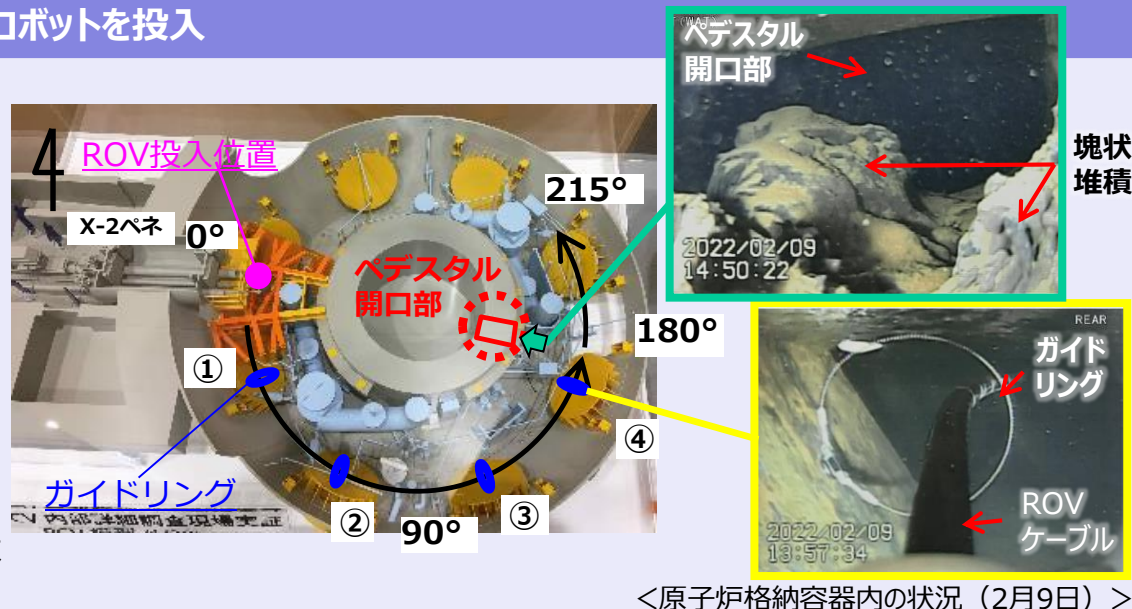 ロボットを投入
ペデスタル
開口部
塊状
堆積
2022/02/09
14:50:22
ROV投入位置
X-2ペネ
0°
215°
ペデスタル
開口部
180°
①
④
ガイドリング
②
90°
③
REAR
ガイド
リング
ROV
ケーブル
2022/02/09
13:57:34
<原子炉格納容器内の状況（2月9日）>